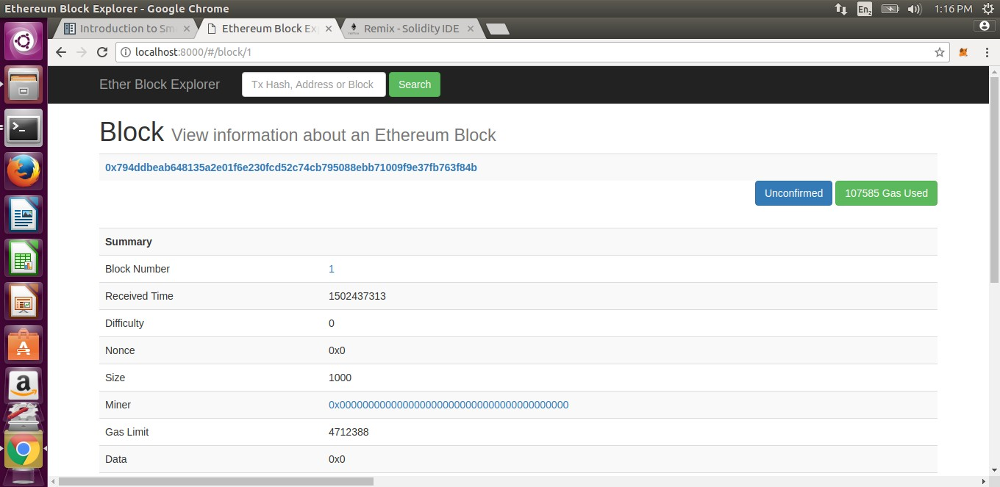 Ethereum Block Explorer - Google Chrome
En2 1:16 PM
Introduction to Sm
Ethereum Block Ex
Remix - Solidity IDE
localhost:8000/#/block/1
Ether Block Explorer Tx Hash, Address or Block Search
Block View information about an Ethereum Block
0x794ddbeab648135a2e01f6e230fcd52c74cb795088ebb71009f9e37fb763f84b
Unconfirmed 107585 Gas Used
Summary
Block Number 1
Received Time 1502437313
Difficulty 0
Nonce 0x0
Size 1000
Miner 0x0000000000000000000000000000000000000000
Gas Limit 4712388
Data 0x0